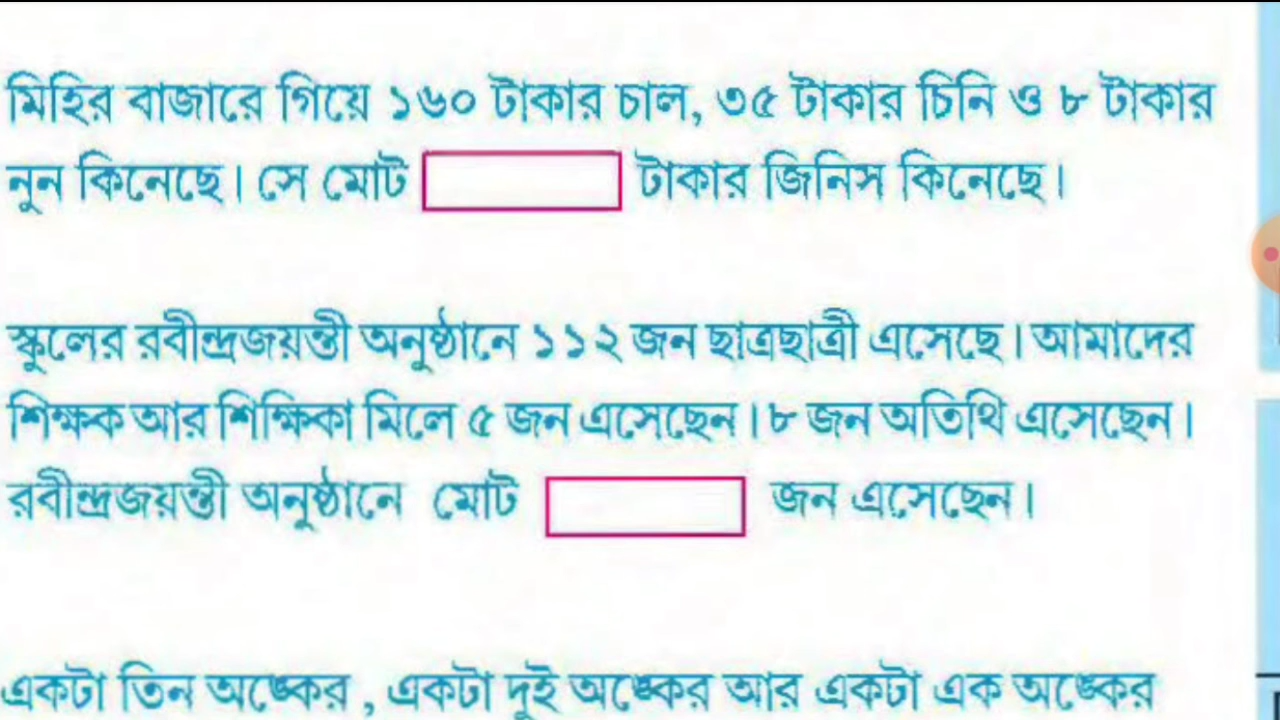 মিহির বাজারে গিয়ে ১৬০ টাকার চাল, ৩৫ টাকার চিনি ও ৮ টাকার
নুন কিনেছে। সে মোট টাকার জিনিস কিনেছে।
স্কুলের রবীন্দ্রজয়ন্তী অনুষ্ঠানে ১১২ জন ছাত্রছাত্রী এসেছে। আমাদের
শিক্ষক আর শিক্ষিকা মিলে ৫ জন এসেছেন। ৮ জন অতিথি এসেছেন।
রবীন্দ্রজয়ন্তী অনুষ্ঠানে মোট জন এসেছেন।
একটা তিন অঙ্কের , একটা দুই অঙ্কের আর একটা এক অঙ্কের